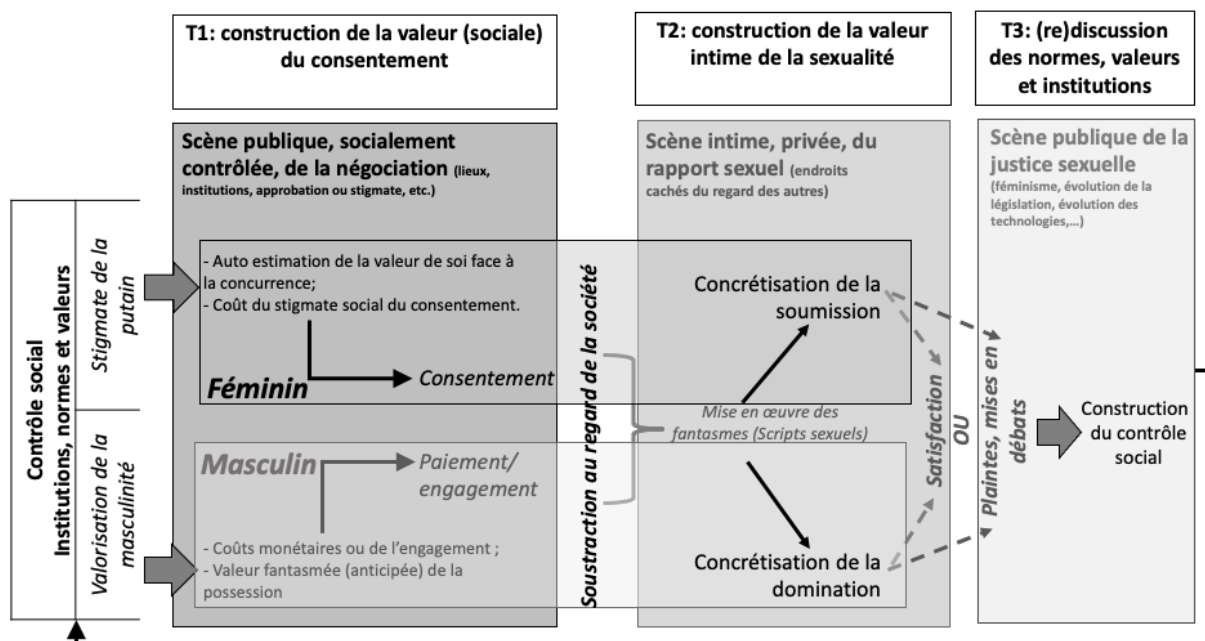 T1: construction de la valeur (sociale)
du consentement
T2: construction de la valeur
intime de la sexualité
T3: (re)discussion
des normes, valeurs
et institutions
Contrôle social
Institutions, normes et valeurs
Stigmate de la
putain
Valorisation de la
masculinité
Scène publique, socialement
contrôlée, de la négociation (lieux,
institutions, approbation ou stigmate, etc.)
- Auto estimation de la valeur de soi face à
la concurrence;
- Coût du stigmate social du consentement.
Féminin
Consentement
Masculin
Paiement/
engagement
- Coûts monétaires ou de l’engagement ;
- Valeur fantasmée (anticipée) de la
possession
Soustraction au regard de la société
Scène intime, privée, du
rapport sexuel (endroits
cachés du regard des autres)
Concrétisation de la
soumission
Mise en œuvre des
fantasmes (Scripts sexuels)
Concrétisation de la
domination
Satisfaction
OU
Plaintes, mises en
débats
Scène publique de la
justice sexuelle
(féminisme, évolution de la
législation, évolution des
technologies,...)
Construction
du contrôle
social